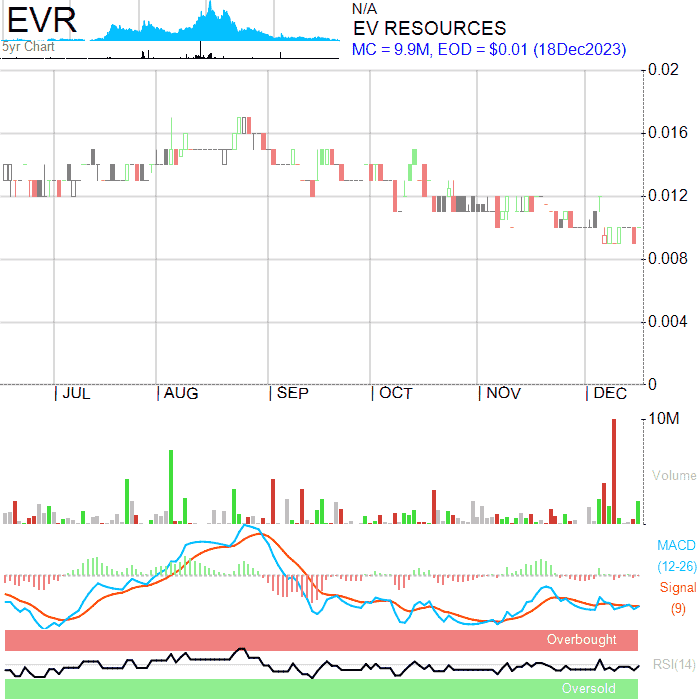 EVR
5yr Chart
N/A
EV RESOURCES
MC = 9.9M, EOD = $0.01 (18Dec2023)
0.02
0.016
0.012
0.008
0.004
0
JUL AUG SEP OCT NOV DEC
10M
Volume
MACD
(12-26)
Signal
(9)
Overbought
RSI(14)
Oversold